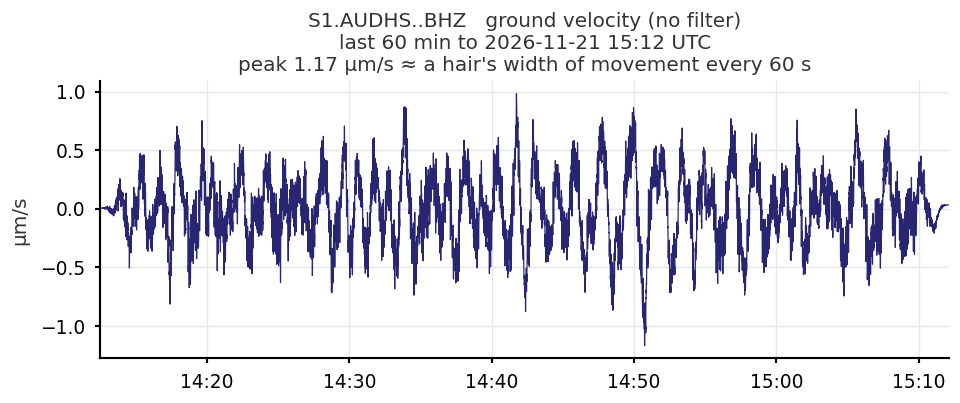 S1.AUDHS..BHZ   ground velocity (no filter)
last 60 min to 2026-11-21 15:12 UTC
peak 1.17 µm/s ≈ a hair's width of movement every 60 s
1.0
0.5
0.0
−0.5
−1.0
µm/s
14:20
14:30
14:40
14:50
15:00
15:10